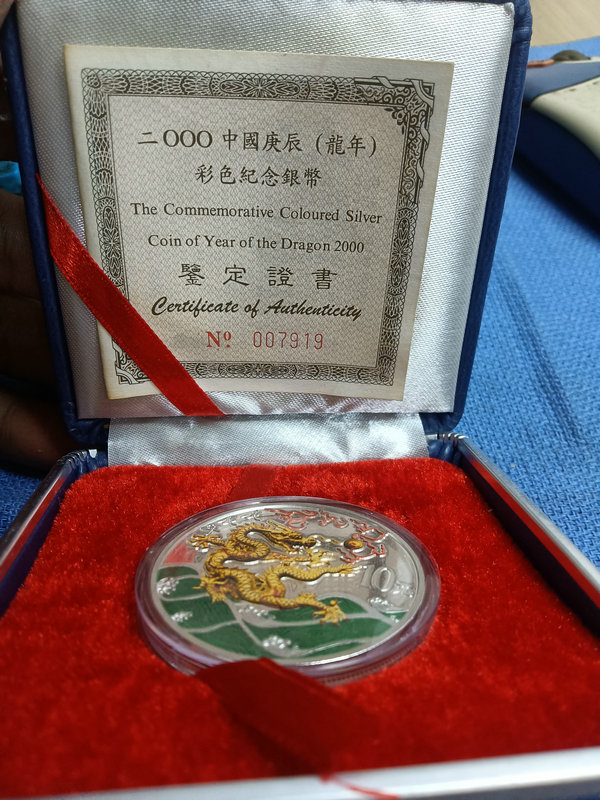 二OOO 中國庚辰（龍年）
彩色紀念銀幣
The Commemorative Coloured Silver
Coin of Year of the Dragon 2000
鑒定證書
Certificate of Authenticity
Nº 007919
10